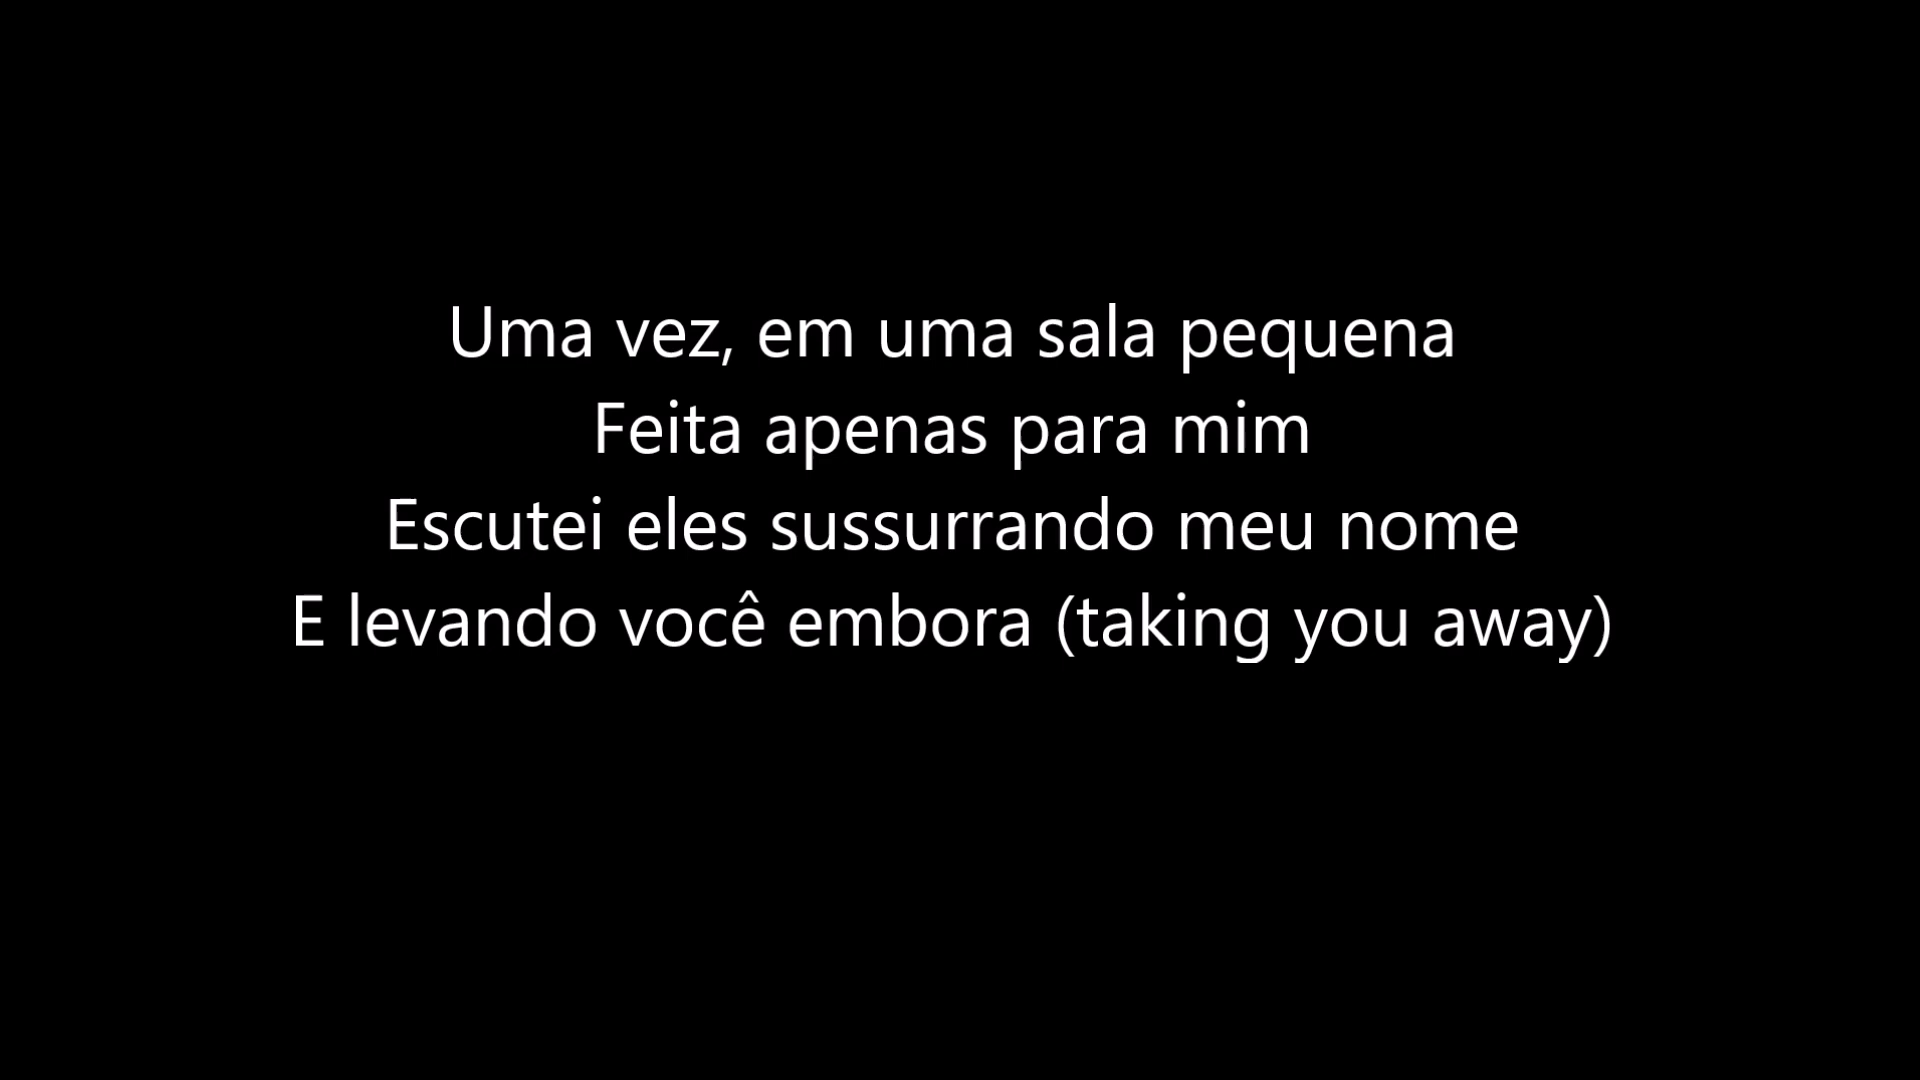 Uma vez, em uma sala pequena
Feita apenas para mim
Escutei eles sussurrando meu nome
E levando você embora (taking you away)